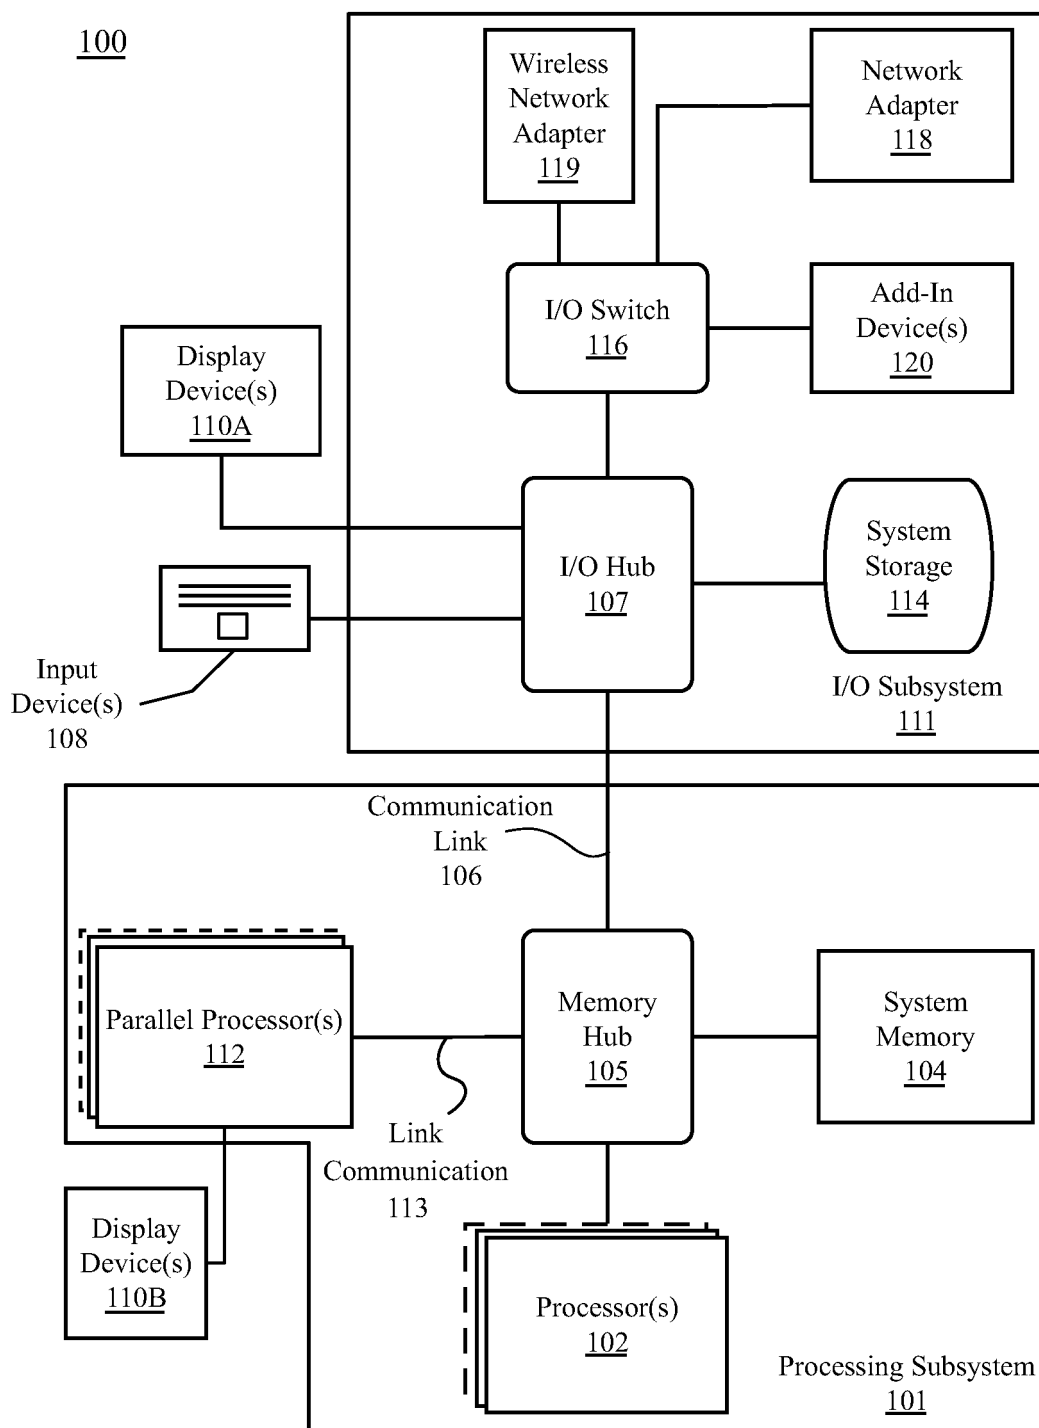 100
Wireless
Network
Adapter
119
Network
Adapter
118
I/O Switch
116
Add-In
Device(s)
120
Display
Device(s)
110A
I/O Hub
107
System
Storage
114
Input
Device(s)
108
I/O Subsystem
111
Communication
Link
106
Parallel Processor(s)
112
Memory
Hub
105
System
Memory
104
Link
Communication
113
Display
Device(s)
110B
Processor(s)
102
Processing Subsystem
101